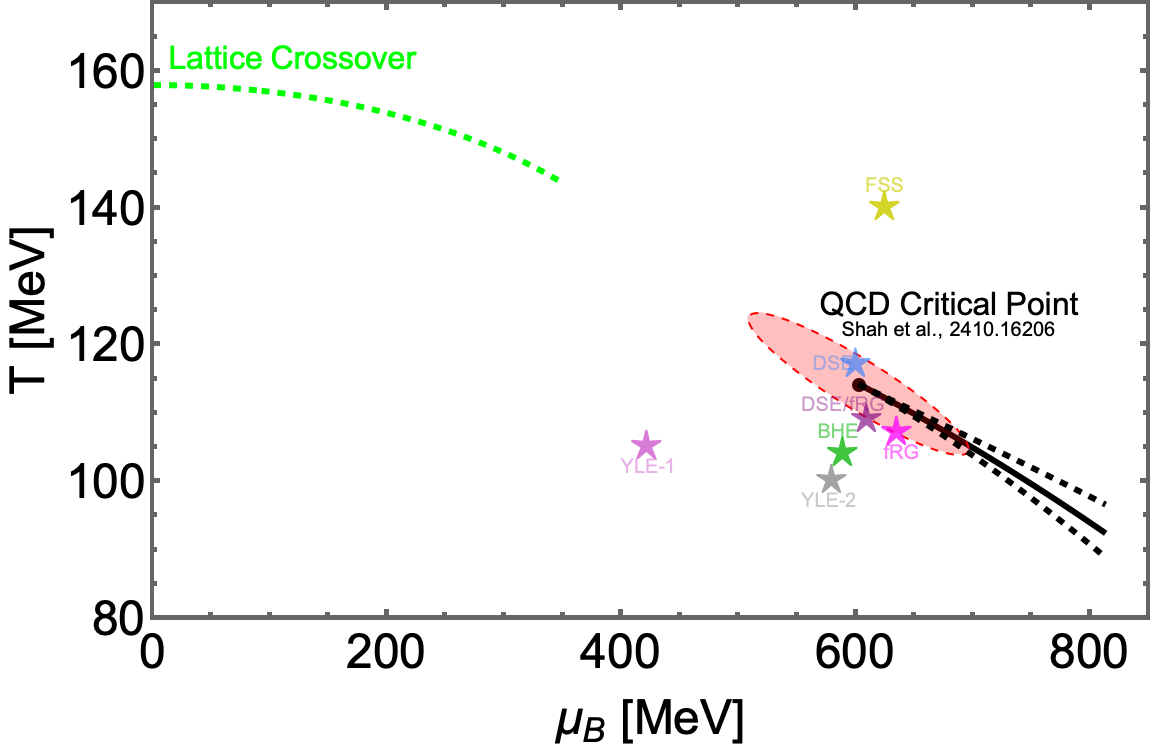 Lattice Crossover
160
FSS
140
QCD Critical Point
Shah et al., 2410.16206
120
DSE
DSE/fRG
BHE
fRG
YLE-1
100
YLE-2
80
0 200 400 600 800
T [MeV]
μB [MeV]